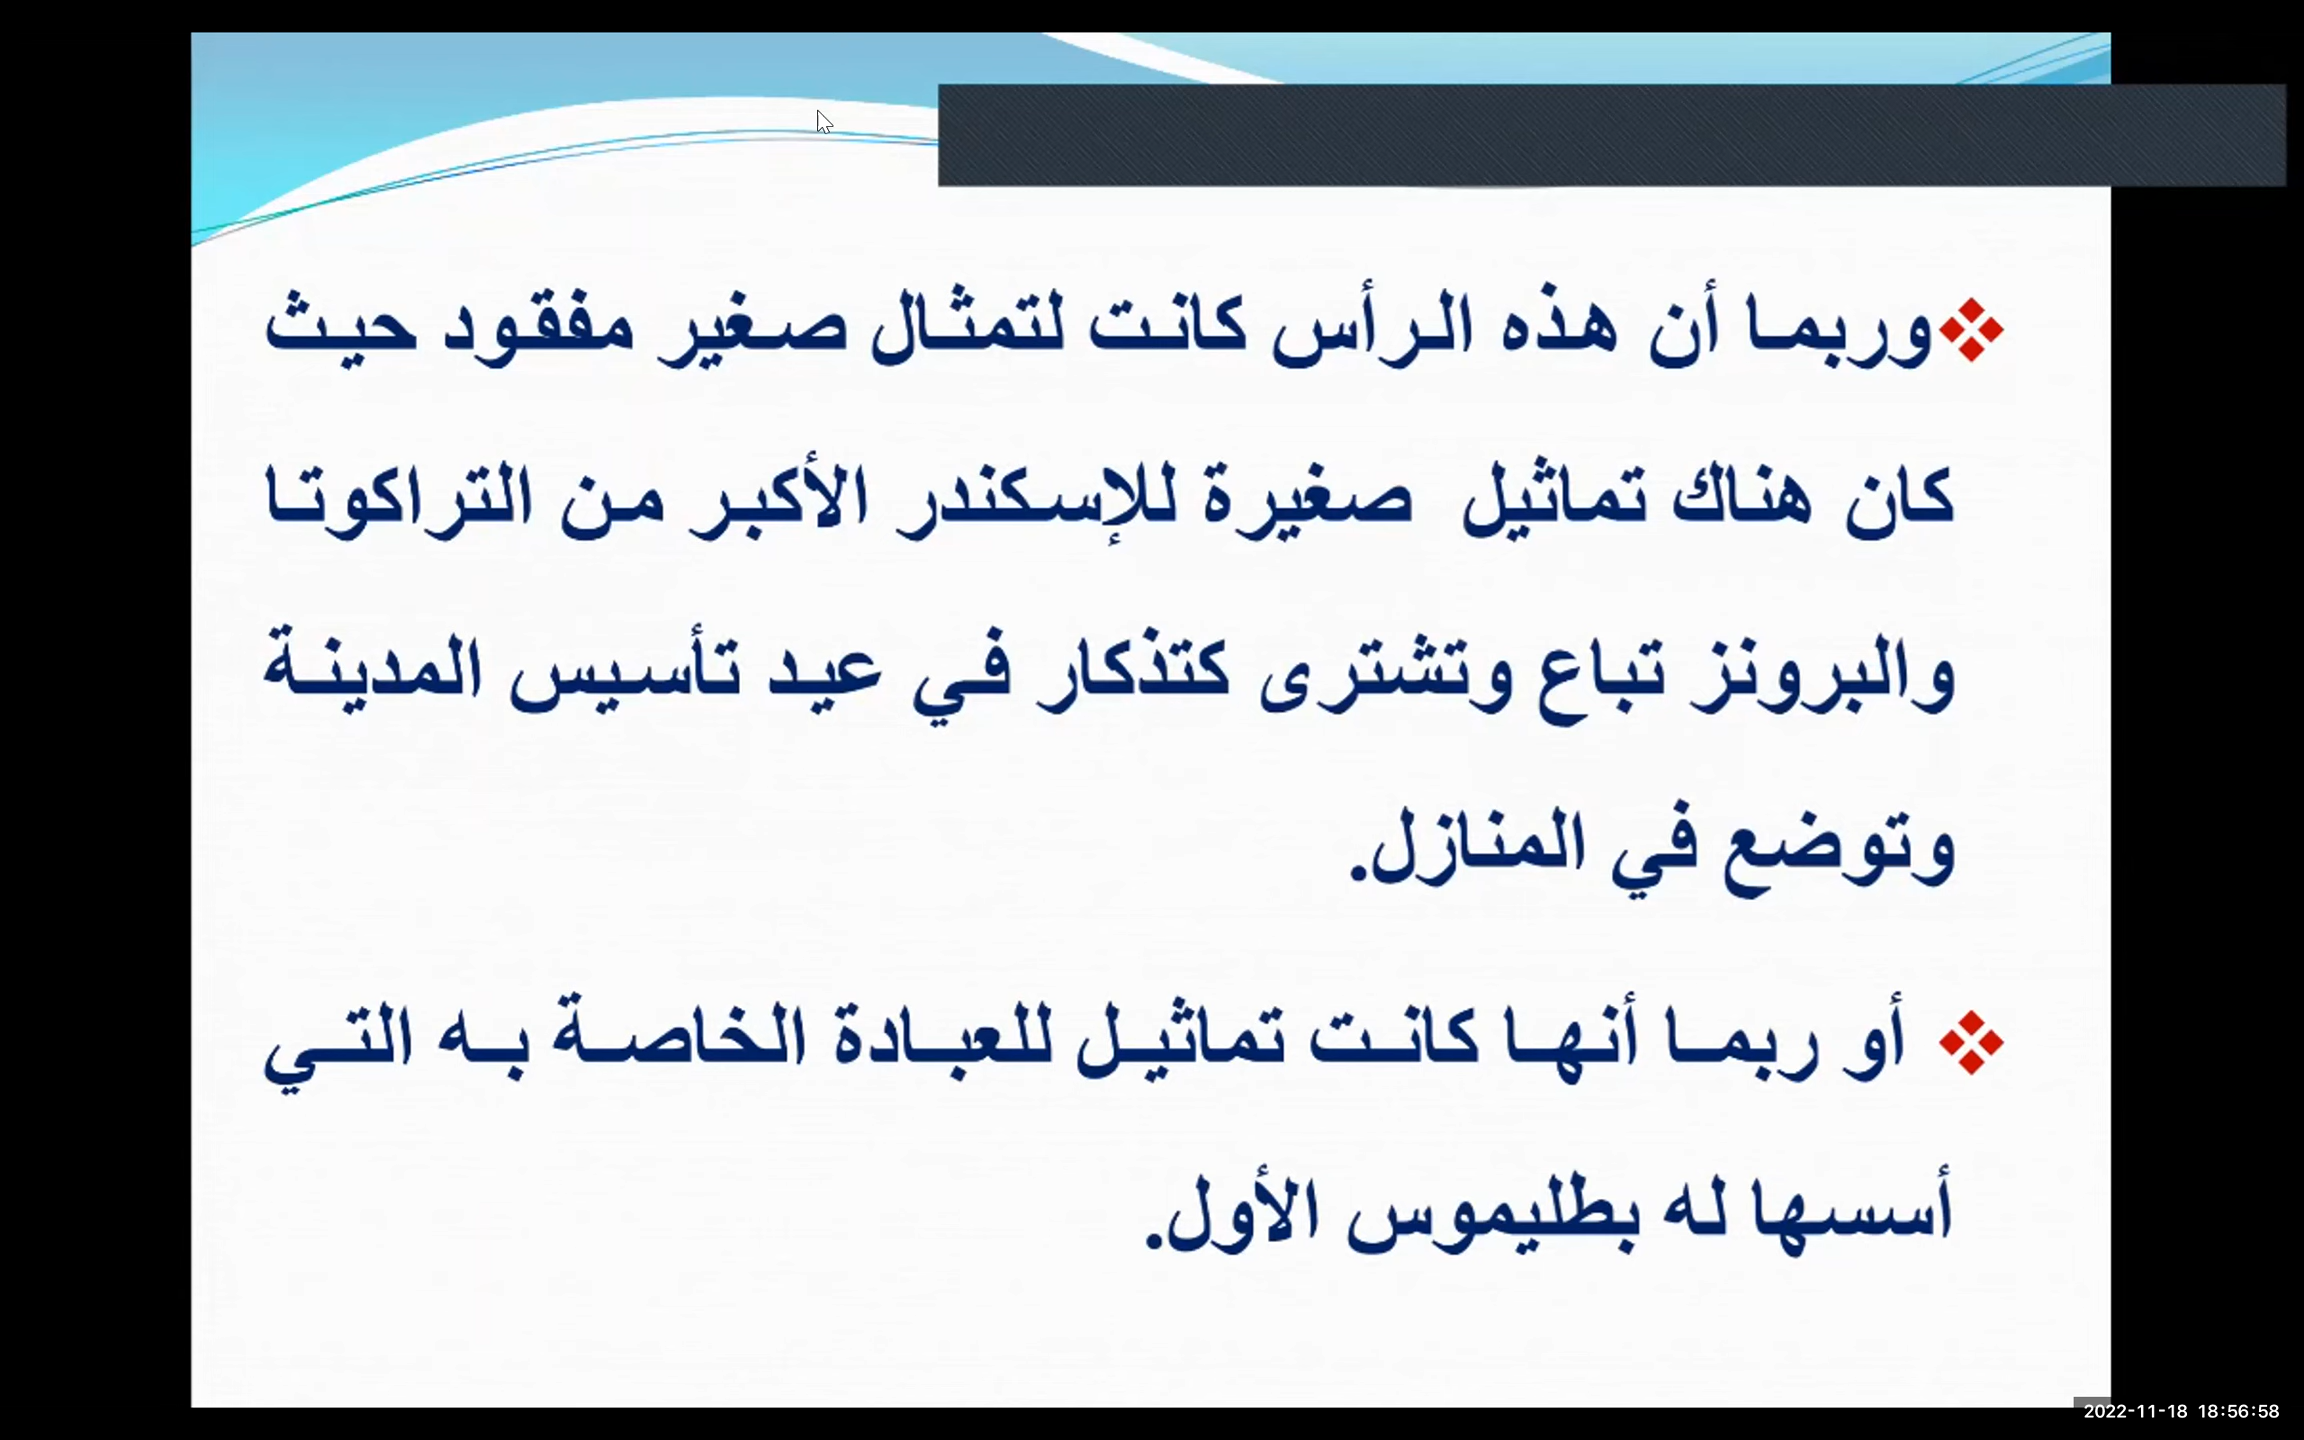 ❖وربما أن هذه الرأس كانت لتمثال صغير مفقود حيث
كان هناك تماثيل صغيرة للإسكندر الأكبر من التراكوتا
والبرونز تباع وتشترى كتذكار في عيد تأسيس المدينة
وتوضع في المنازل.
❖ أو ربما أنها كانت تماثيل للعبادة الخاصة به التي
أسسها له بطليموس الأول.
2022-11-18 18:56:58